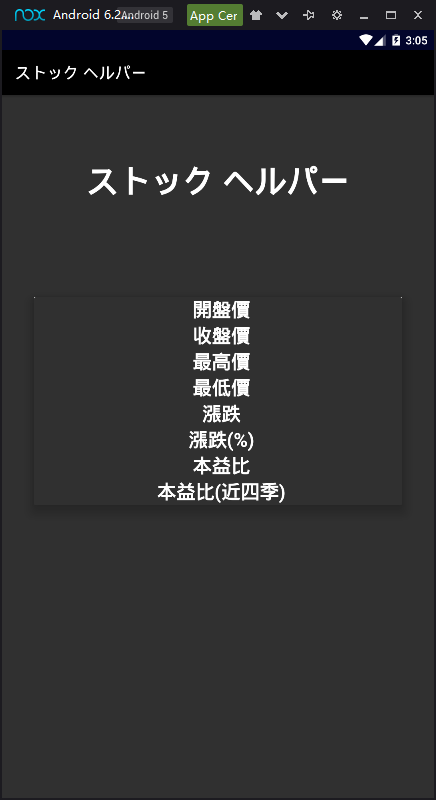 nox Android 6.2... Android 5 App Cer
3:05
ストック ヘルパー
ストック ヘルパー
開盤價
收盤價
最高價
最低價
漲跌
漲跌(%)
本益比
本益比(近四季)